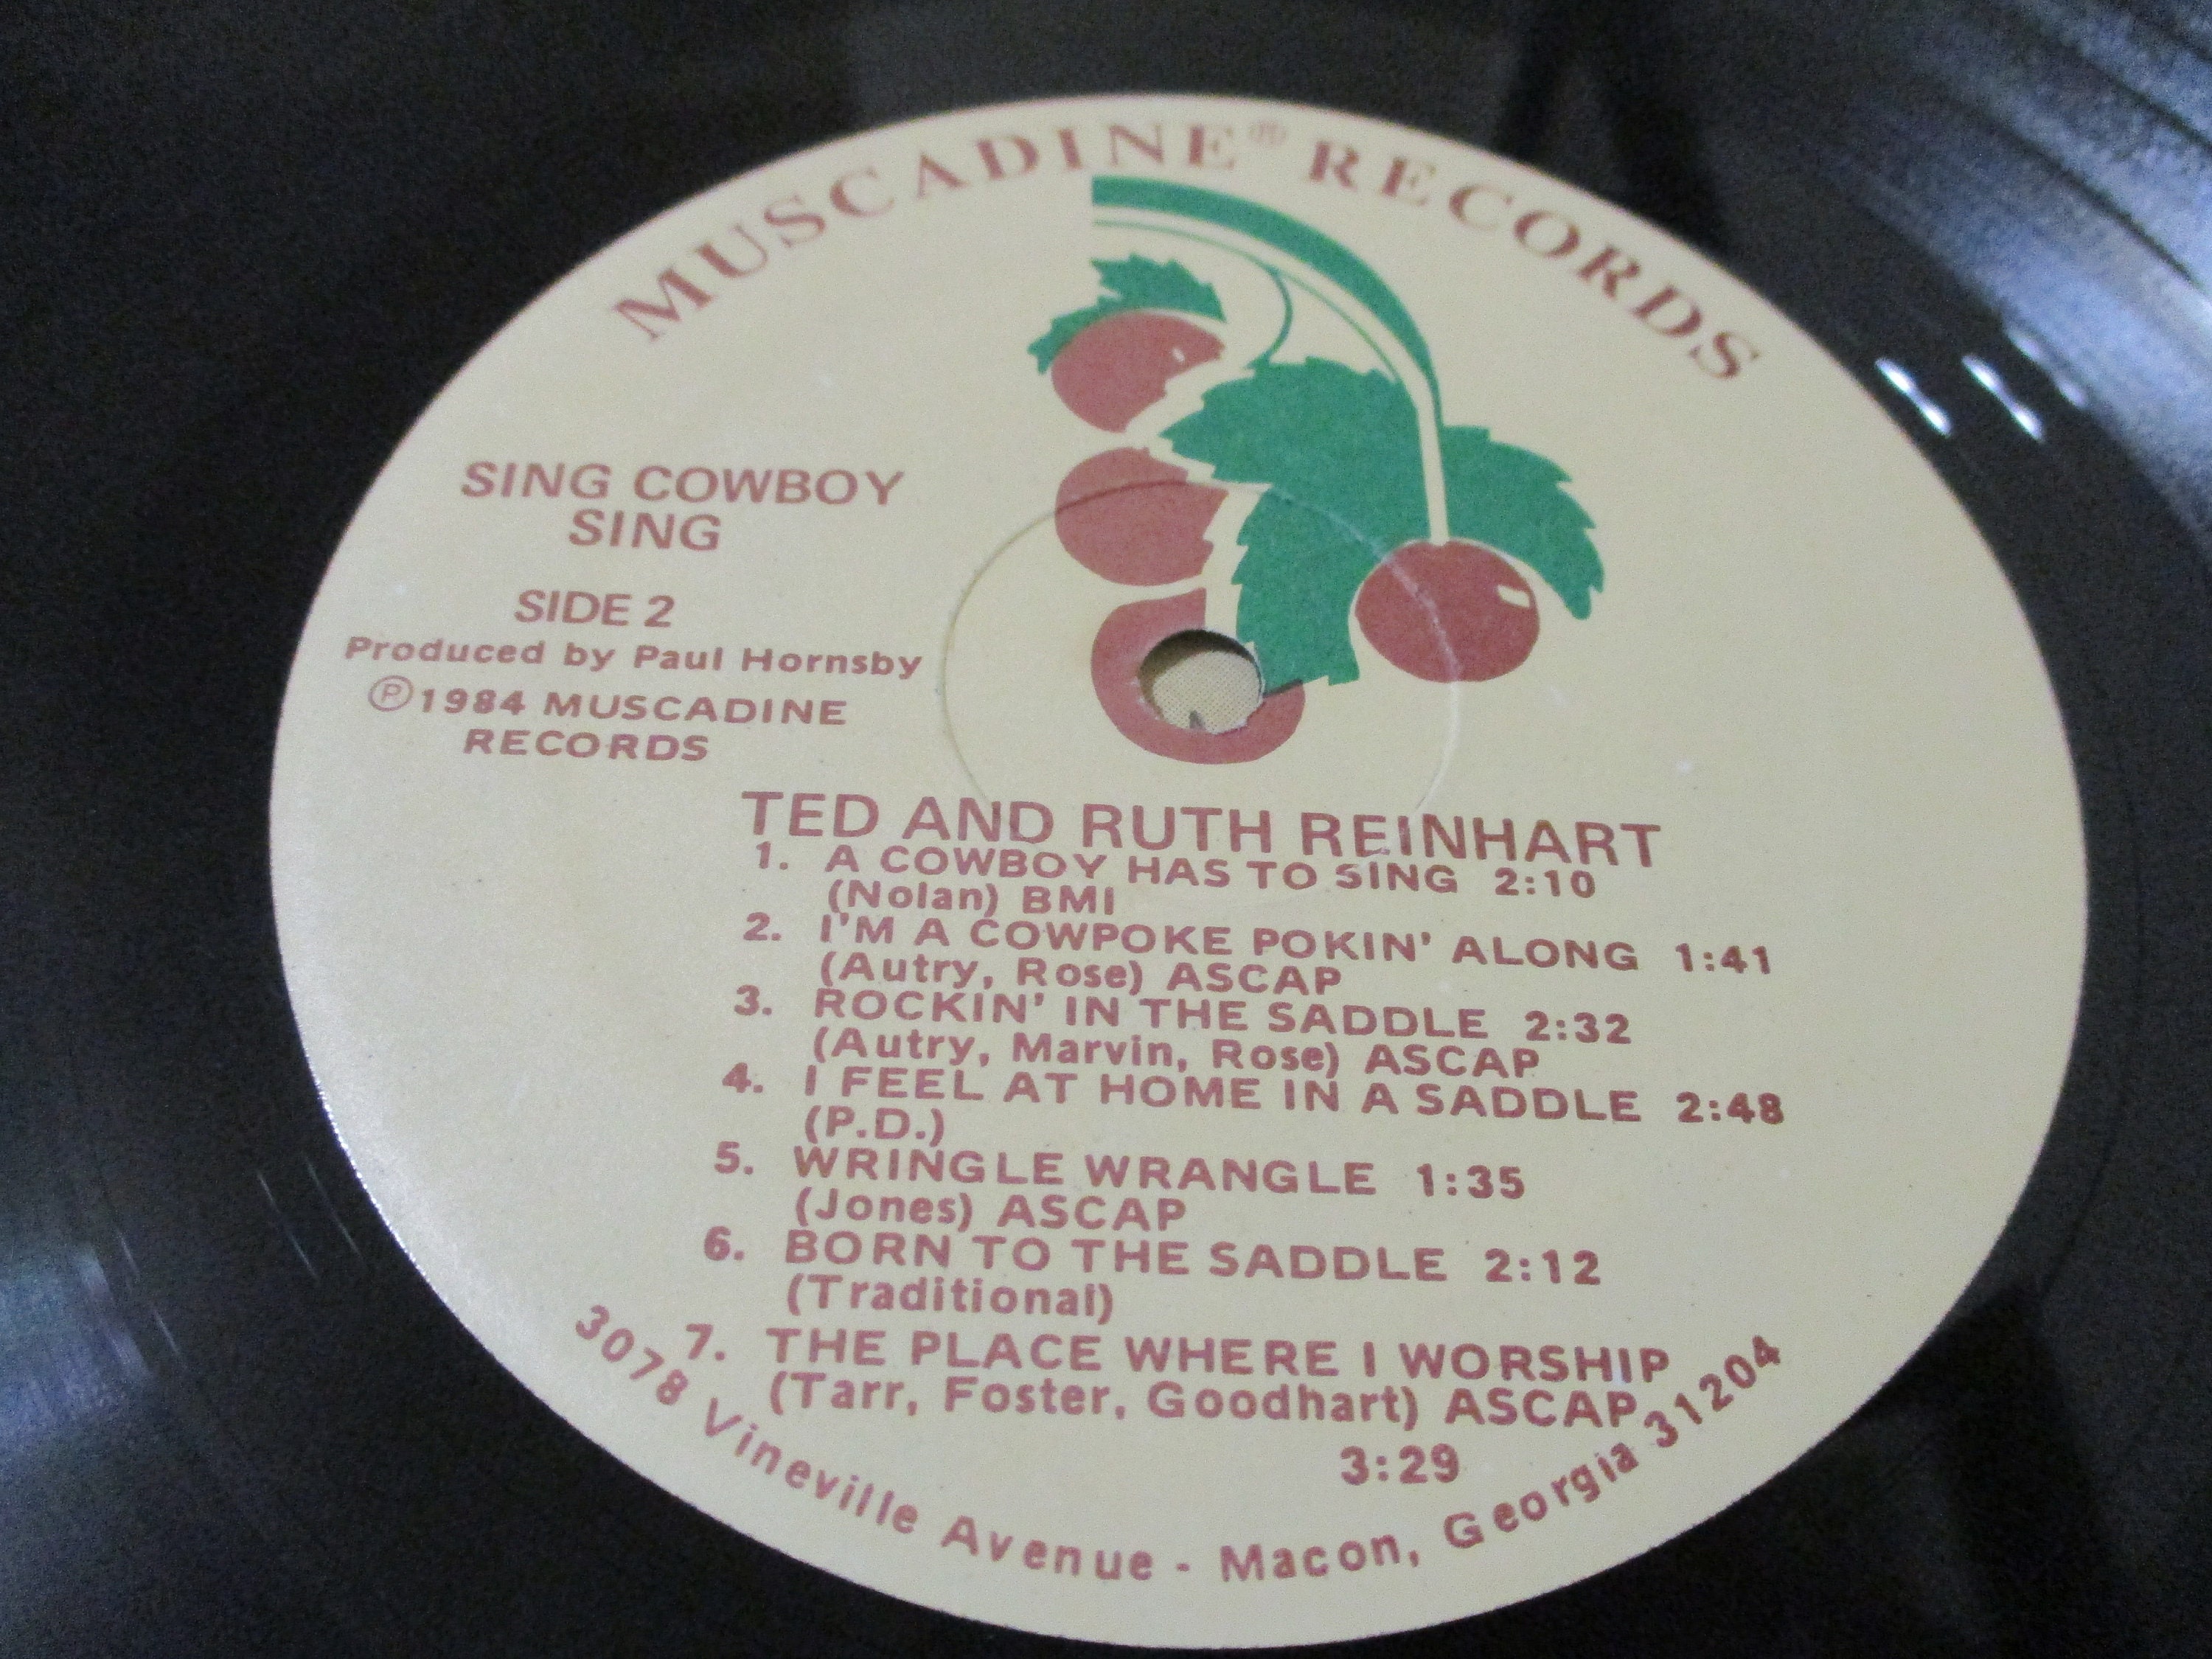 MUSCADINE® RECORDS
SING COWBOY
SING
SIDE 2
Produced by Paul Hornsby
Ⓟ1984 MUSCADINE
RECORDS
TED AND RUTH REINHART
1. A COWBOY HAS TO SING 2:10
(Nolan) BMI
2. I'M A COWPOKE POKIN' ALONG 1:41
(Autry, Rose) ASCAP
3. ROCKIN' IN THE SADDLE 2:32
(Autry, Marvin, Rose) ASCAP
4. I FEEL AT HOME IN A SADDLE 2:48
(P.D.)
5. WRINGLE WRANGLE 1:35
(Jones) ASCAP
6. BORN TO THE SADDLE 2:12
(Traditional)
7. THE PLACE WHERE I WORSHIP
(Tarr, Foster, Goodhart) ASCAP
3:29
3078 Vineville Avenue - Macon, Georgia 31204